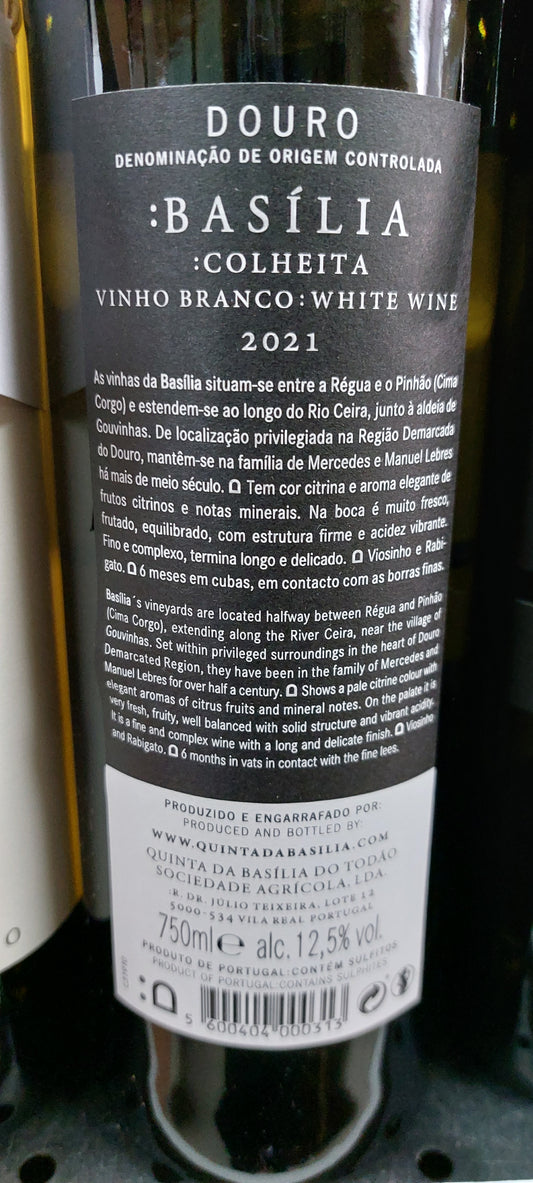 DOURO
DENOMINAÇÃO DE ORIGEM CONTROLADA
:BASÍLIA
:COLHEITA
VINHO BRANCO:WHITE WINE
2021
As vinhas da Basília situam-se entre a Régua e o Pinhão (Cima
Corgo) e estendem-se ao longo do Rio Ceira, junto à aldeia de
Gouvinhas. De localização privilegiada na Região Demarcada
do Douro, mantêm-se na família de Mercedes e Manuel Lebres
há mais de meio século. Tem cor citrina e aroma elegante de
frutos citrinos e notas minerais. Na boca é muito fresco,
frutado, equilibrado, com estrutura firme e acidez vibrante.
Fino e complexo, termina longo e delicado. Viosinho e Rabi-
gato. 6 meses em cubas, em contacto com as borras finas.
Basília´s vineyards are located halfway between Régua and Pinhão
(Cima Corgo), extending along the River Ceira, near the village of
Gouvinhas. Set within privileged surroundings in the heart of Douro
Demarcated Region, they have been in the family of Mercedes and
Manuel Lebres for over half a century. Shows a pale citrine colour with
elegant aromas of citrus fruits and mineral notes. On the palate it is
very fresh, fruity, well balanced with solid structure and vibrant acidity.
It is a fine and complex wine with a long and delicate finish. Viosinho
and Rabigato. 6 months in vats in contact with the fine lees.
PRODUZIDO E ENGARRAFADO POR:
PRODUCED AND BOTTLED BY:
WWW.QUINTADABASILIA.COM
QUINTA DA BASÍLIA DO TODÃO
SOCIEDADE AGRÍCOLA, LDA.
:R. DR. JÚLIO TEIXEIRA, LOTE 12
5000-534 VILA REAL PORTUGAL
750ml e alc. 12,5% vol.
PRODUTO DE PORTUGAL:CONTÉM SULFITOS
PRODUCT OF PORTUGAL:CONTAINS SULPHITES
5 600404 000313